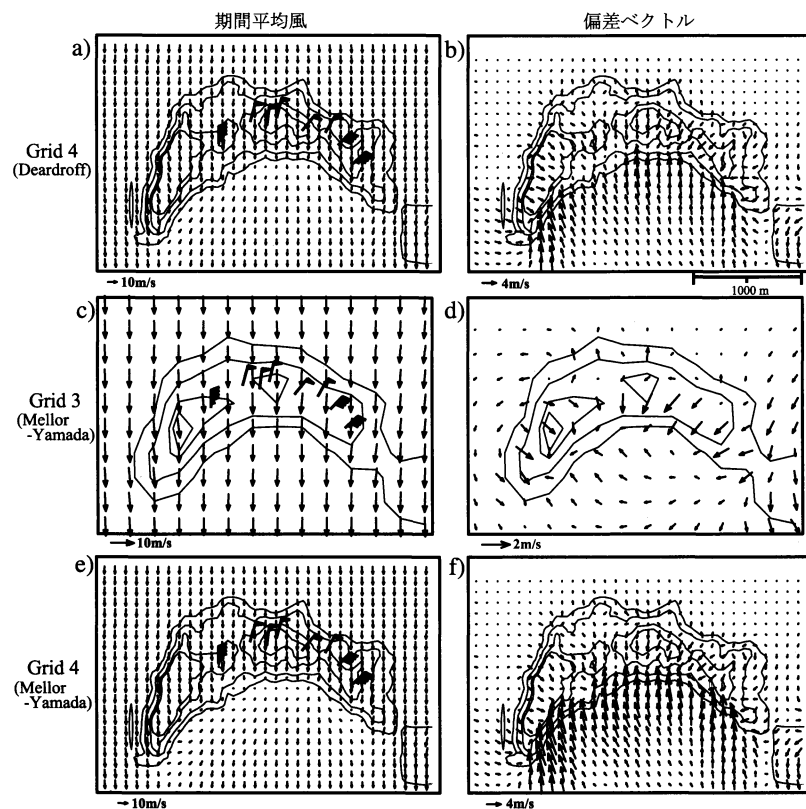 期間平均風
偏差ベクトル
a)
b)
Grid 4
(Deardroff)
10m/s
4m/s
1000 m
c)
d)
Grid 3
(Mellor
-Yamada)
10m/s
2m/s
e)
f)
Grid 4
(Mellor
-Yamada)
10m/s
4m/s